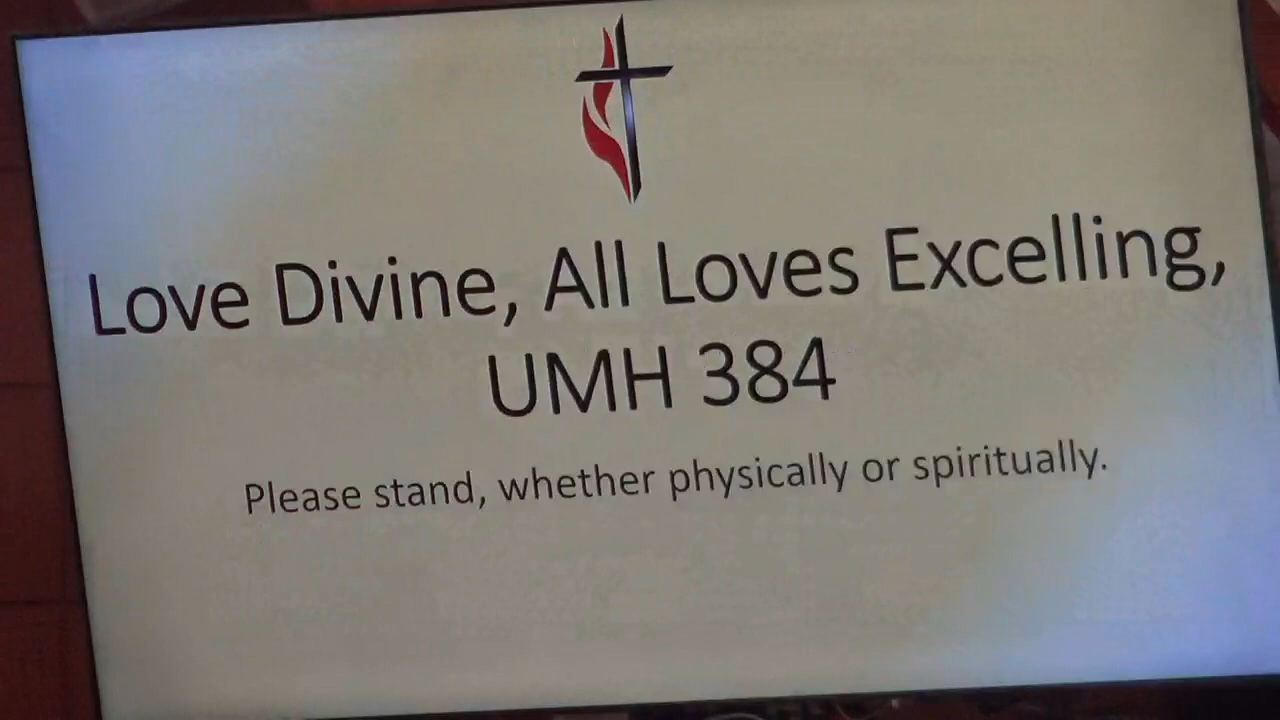 Love Divine, All Loves Excelling,
UMH 384
Please stand, whether physically or spiritually.